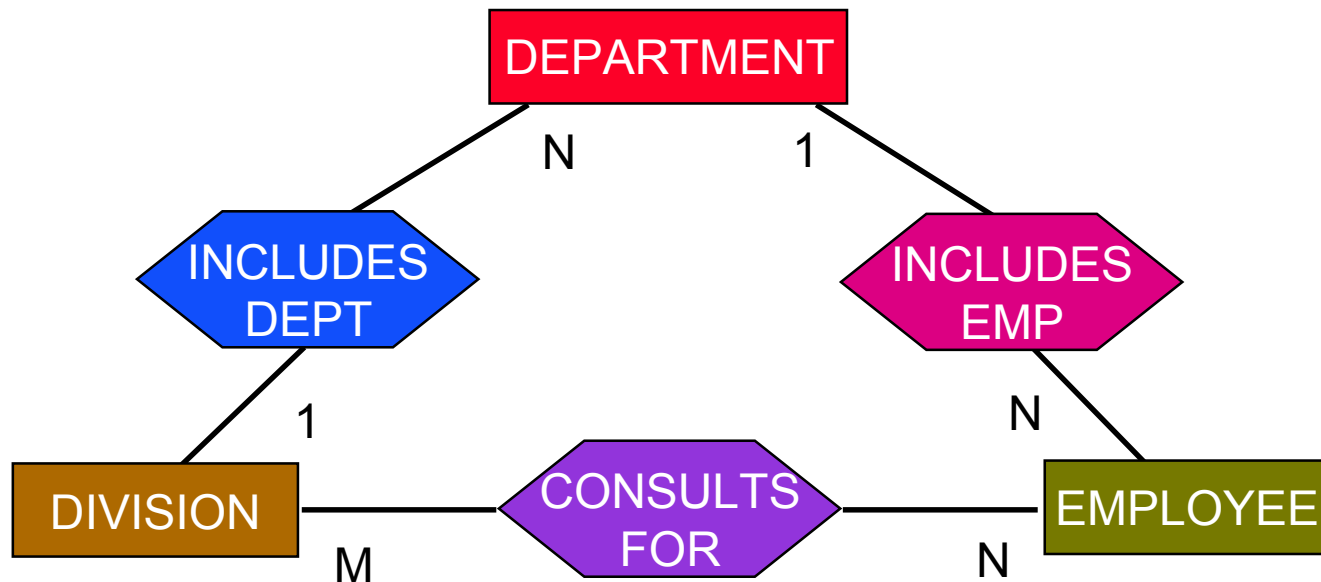 DEPARTMENT
N
1
INCLUDES
DEPT
INCLUDES
EMP
1
N
DIVISION
CONSULTS
FOR
EMPLOYEE
M
N